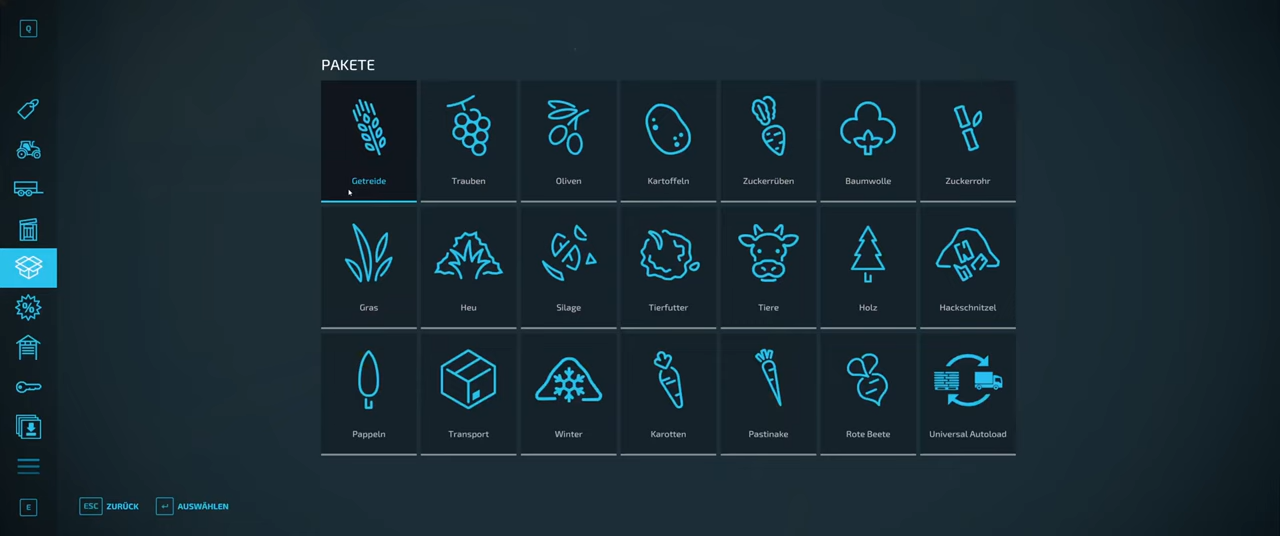 Q
PAKETE
Getreide
Trauben
Oliven
Kartoffeln
Zuckerrüben
Baumwolle
Zuckerrohr
Gras
Heu
Silage
Tierfutter
Tiere
Holz
Hackschnitzel
Pappeln
Transport
Winter
Karotten
Pastinake
Rote Beete
Universal Autoload
E
ESC ZURÜCK
AUSWÄHLEN